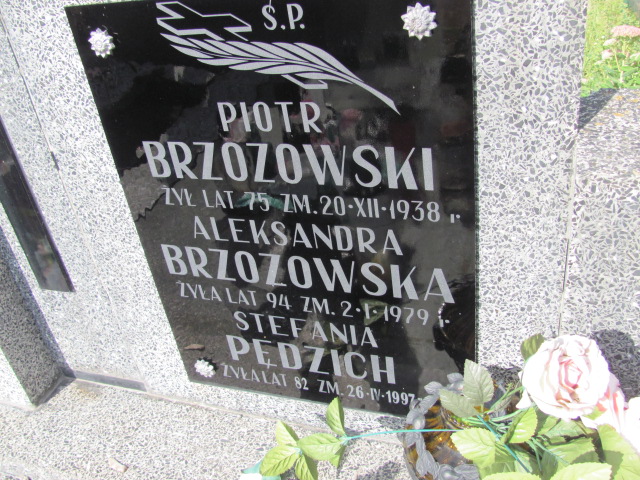 Ś.P.
PIOTR
BRZOZOWSKI
ŻYŁ LAT 75 ZM. 20-XII-1938 r.
ALEKSANDRA
BRZOZOWSKA
ŻYŁA LAT 94 ZM. 2-I-1979 r.
STEFANIA
PĘDZICH
ŻYŁA LAT 82 ZM. 26-IV-1997